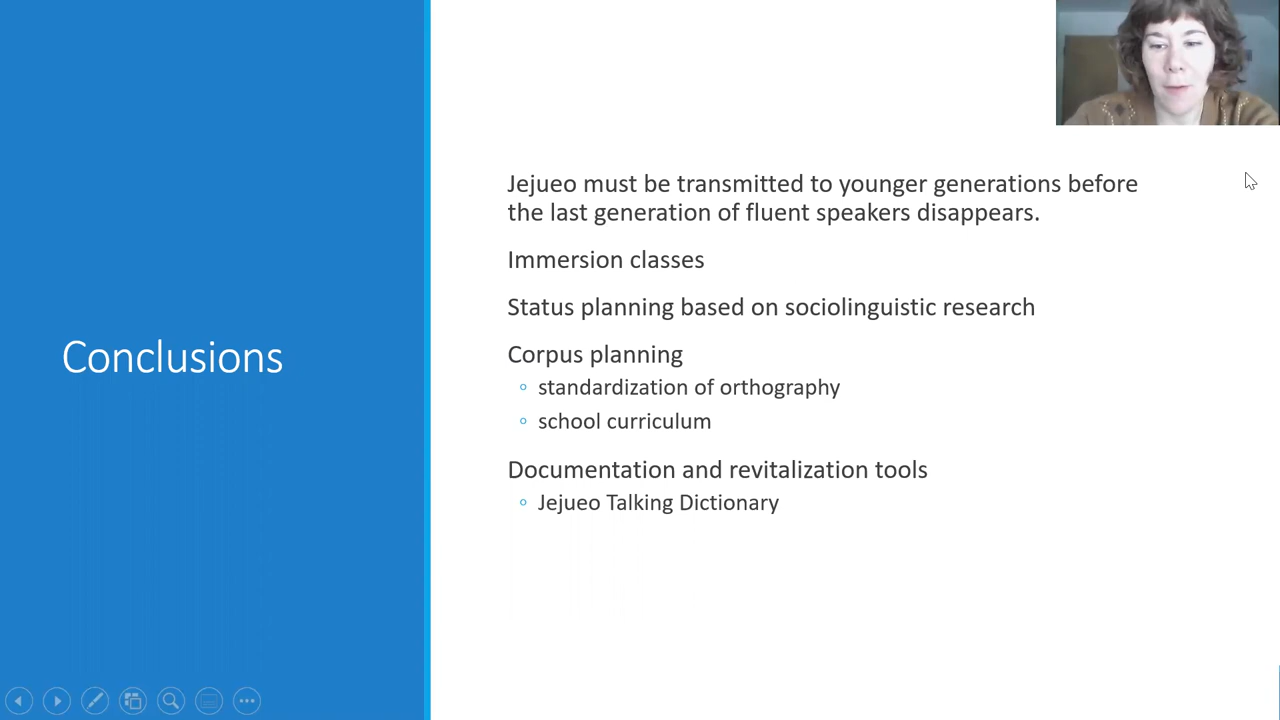 Conclusions
Jejueo must be transmitted to younger generations before
the last generation of fluent speakers disappears.
Immersion classes
Status planning based on sociolinguistic research
Corpus planning
standardization of orthography
school curriculum
Documentation and revitalization tools
Jejueo Talking Dictionary